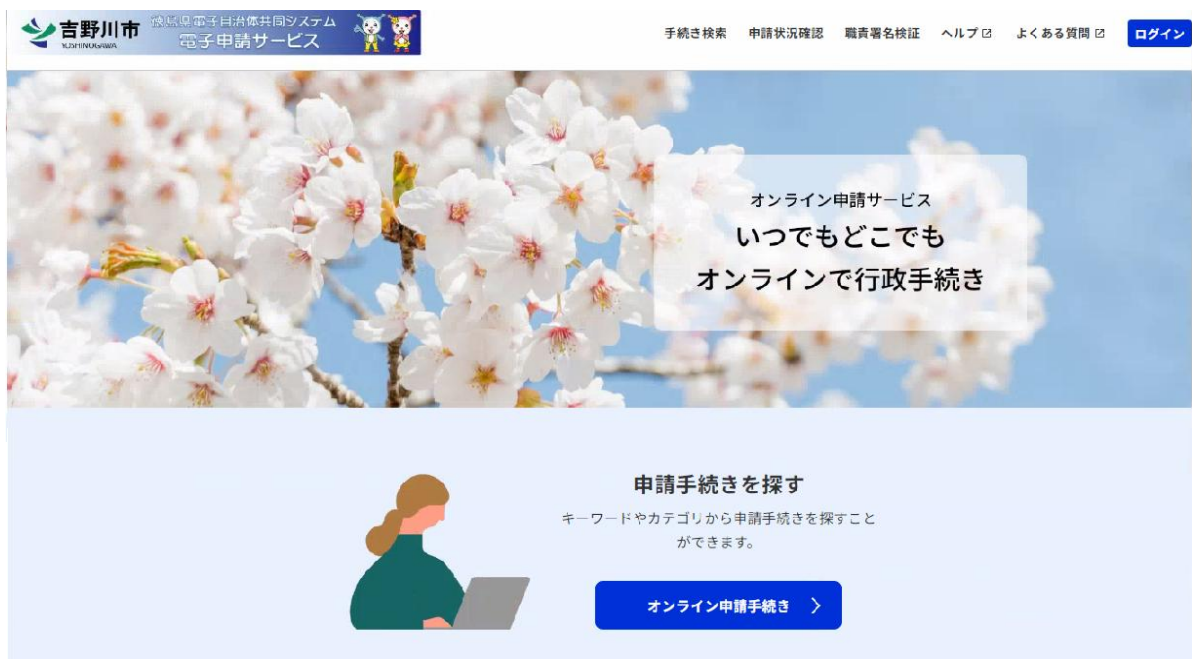 吉野川市
YOSHINOGAWA
徳島県電子自治体共同システム
電子申請サービス
手続き検索 申請状況確認 職責署名検証 ヘルプ よくある質問 ログイン
オンライン申請サービス
いつでもどこでも
オンラインで行政手続き
申請手続きを探す
キーワードやカテゴリから申請手続きを探すこと
ができます。
オンライン申請手続き